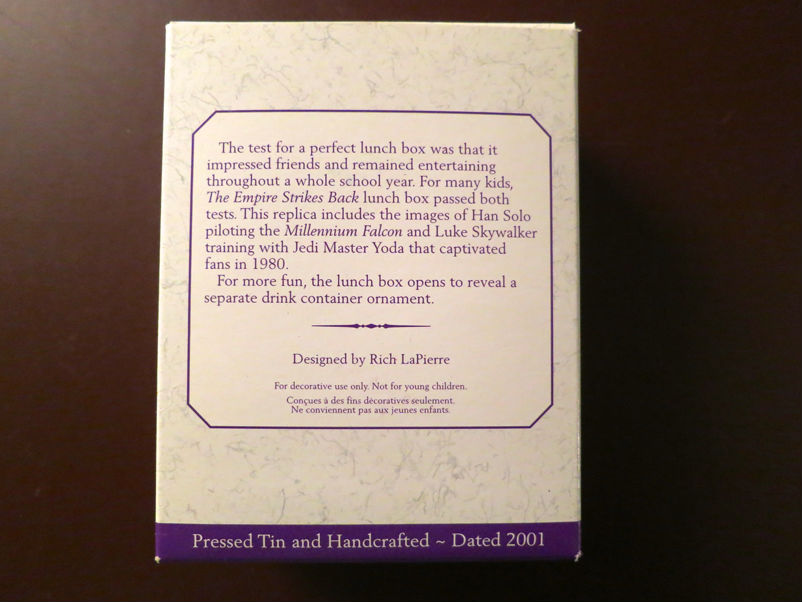 The test for a perfect lunch box was that it
impressed friends and remained entertaining
throughout a whole school year. For many kids,
The Empire Strikes Back lunch box passed both
tests. This replica includes the images of Han Solo
piloting the Millennium Falcon and Luke Skywalker
training with Jedi Master Yoda that captivated
fans in 1980.
For more fun, the lunch box opens to reveal a
separate drink container ornament.
Designed by Rich LaPierre
For decorative use only. Not for young children.
Conçues à des fins décoratives seulement.
Ne conviennent pas aux jeunes enfants.
Pressed Tin and Handcrafted ~ Dated 2001